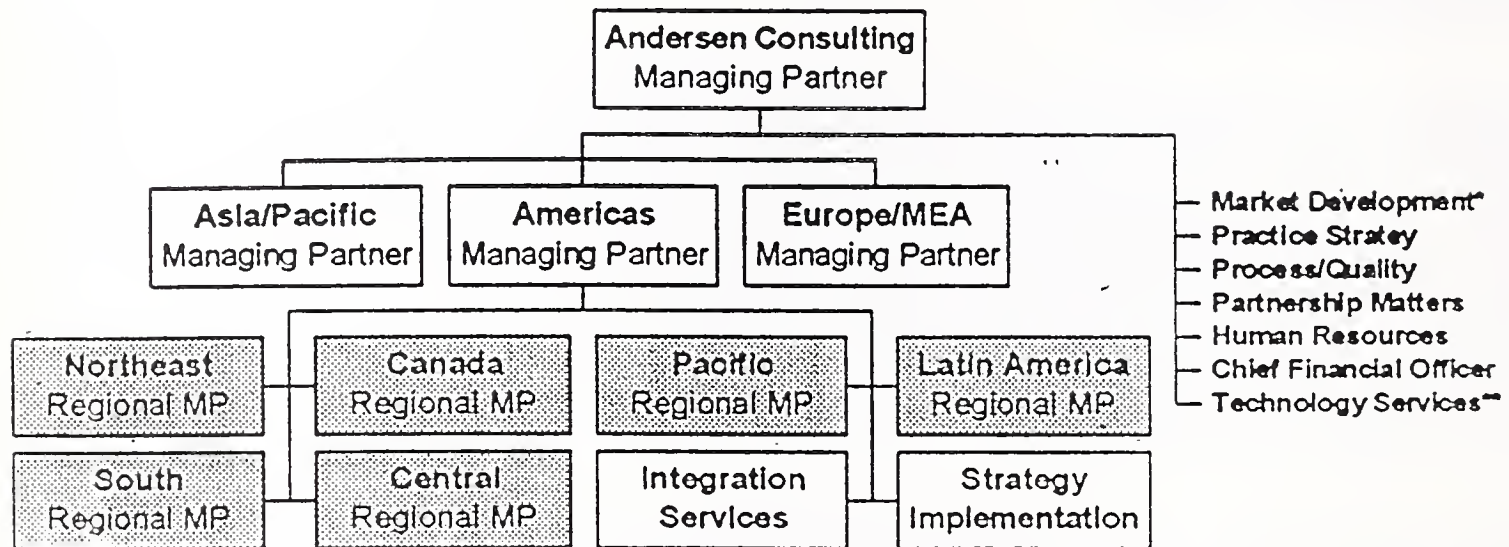 Andersen Consulting
Managing Partner
Asia/Pacific
Managing Partner
Americas
Managing Partner
Europe/MEA
Managing Partner
Market Development*
Practice Stratey
Process/Quality
Partnership Matters
Human Resources
Chief Financial Officer
Technology Services**
Northeast
Regional MP
Canada
Regional MP
Pacific
Regional MP
Latin America
Regional MP
South
Regional MP
Central
Regional MP
Integration
Services
Strategy
Implementation